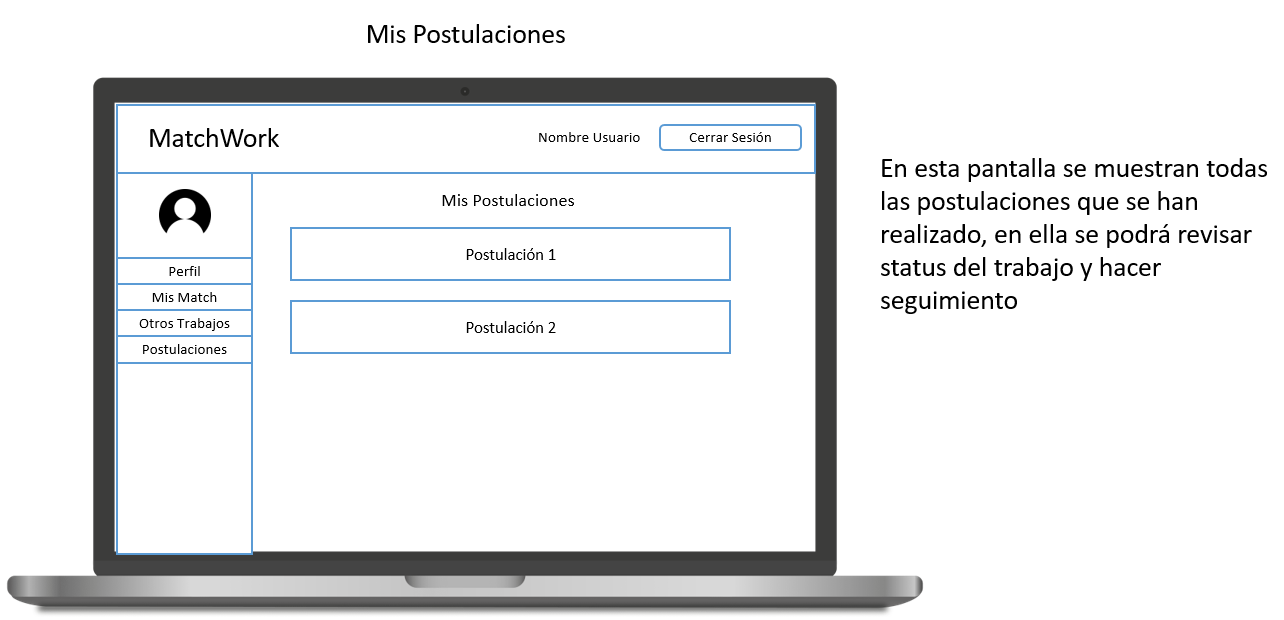 Mis Postulaciones
MatchWork
Nombre Usuario
Cerrar Sesión
Perfil
Mis Match
Otros Trabajos
Postulaciones
Mis Postulaciones
Postulación 1
Postulación 2
En esta pantalla se muestran todas
las postulaciones que se han
realizado, en ella se podrá revisar
status del trabajo y hacer
seguimiento